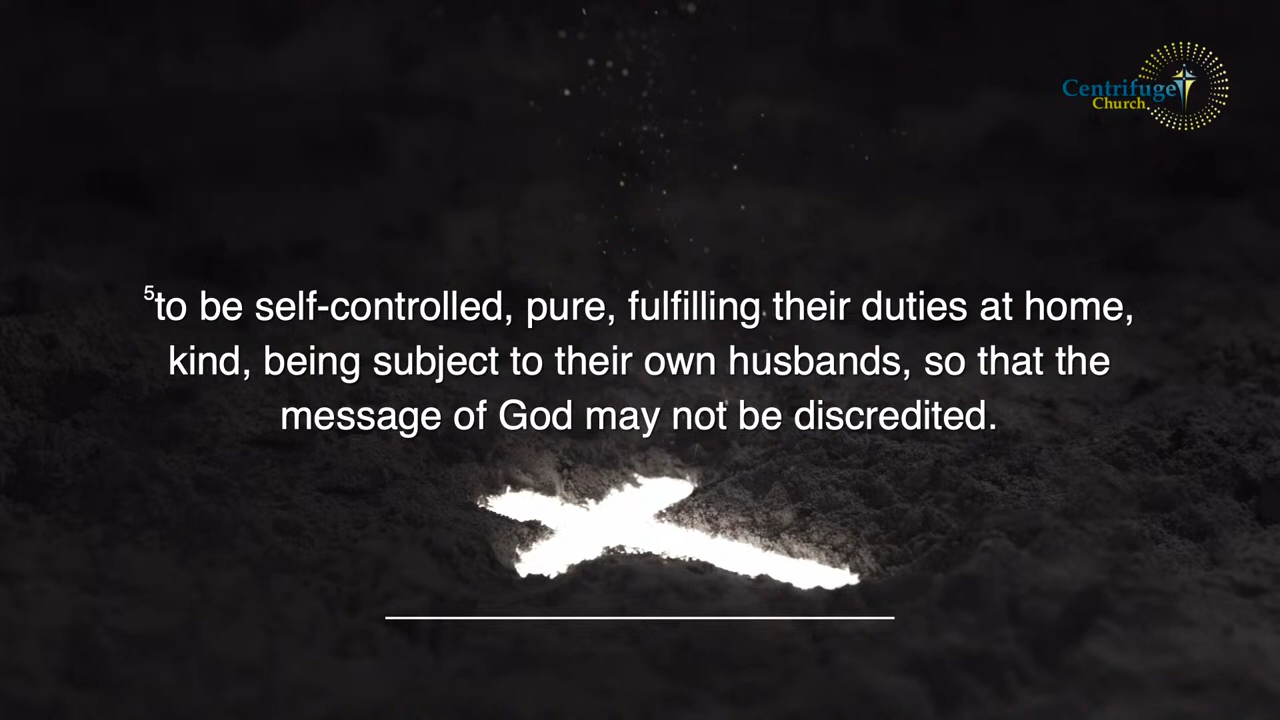 Centrifuge
Church
5to be self-controlled, pure, fulfilling their duties at home,
kind, being subject to their own husbands, so that the
message of God may not be discredited.